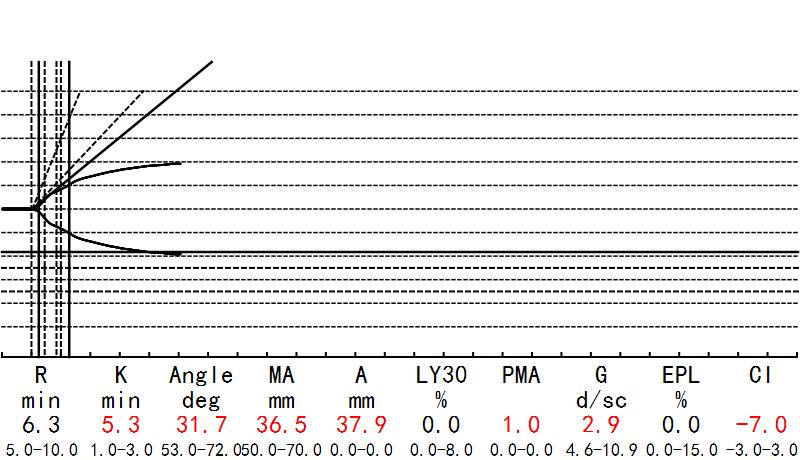 R K Angle MA A LY30 PMA G EPL CI
min min deg mm mm % d/sc %
6.3 5.3 31.7 36.5 37.9 0.0 1.0 2.9 0.0 -7.0
5.0-10.0 1.0-3.0 53.0-72.0 50.0-70.0 0.0-0.0 0.0-8.0 0.0-0.0 4.6-10.9 0.0-15.0 -3.0-3.0